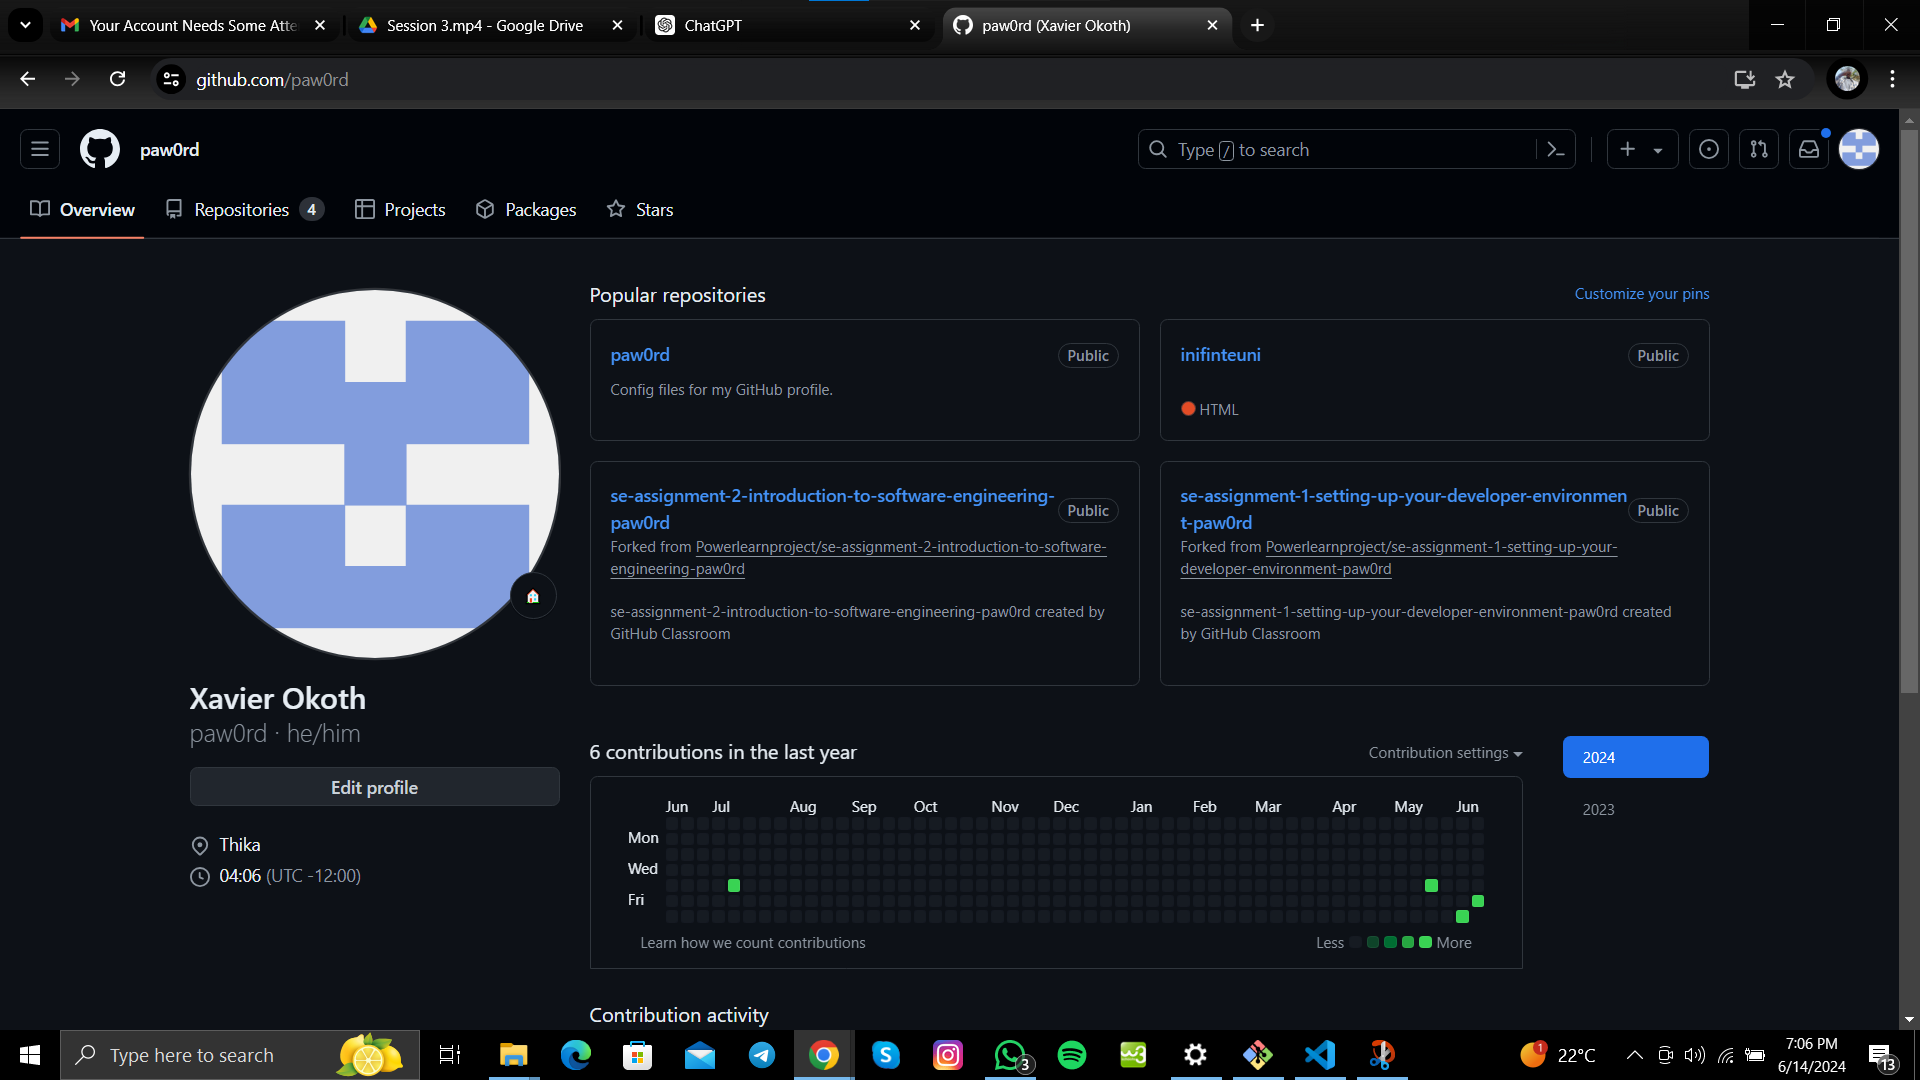 Your Account Needs Some Atte
Session 3.mp4 - Google Drive
ChatGPT
paw0rd (Xavier Okoth)
github.com/paw0rd
paw0rd
Type / to search
Overview
Repositories 4
Projects
Packages
Stars
Popular repositories
Customize your pins
paw0rd
Public
Config files for my GitHub profile.
inifinteuni
Public
HTML
se-assignment-2-introduction-to-software-engineering-
paw0rd
Public
Forked from Powerlearnproject/se-assignment-2-introduction-to-software-
engineering-paw0rd
se-assignment-2-introduction-to-software-engineering-paw0rd created by
GitHub Classroom
se-assignment-1-setting-up-your-developer-environmen
t-paw0rd
Public
Forked from Powerlearnproject/se-assignment-1-setting-up-your-
developer-environment-paw0rd
se-assignment-1-setting-up-your-developer-environment-paw0rd created
by GitHub Classroom
Xavier Okoth
paw0rd · he/him
Edit profile
Thika
04:06 (UTC -12:00)
6 contributions in the last year
Contribution settings
2024
2023
Jun Jul Aug Sep Oct Nov Dec Jan Feb Mar Apr May Jun
Mon
Wed
Fri
Learn how we count contributions
Less More
Contribution activity
Type here to search
3
1
22°C
7:06 PM
6/14/2024
13